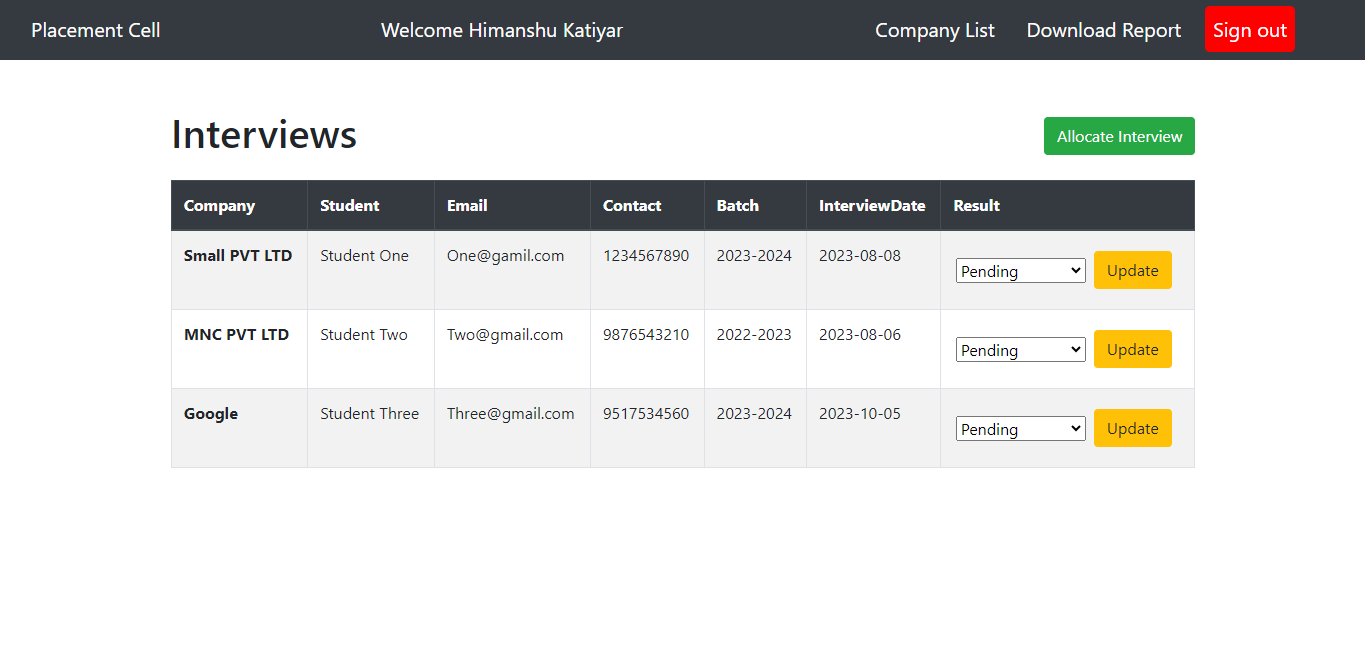 Placement Cell Welcome Himanshu Katiyar Company List Download Report Sign out
Interviews Allocate Interview
Company Student Email Contact Batch InterviewDate Result
Small PVT LTD Student One One@gamil.com 1234567890 2023-2024 2023-08-08 Pending Update
MNC PVT LTD Student Two Two@gmail.com 9876543210 2022-2023 2023-08-06 Pending Update
Google Student Three Three@gmail.com 9517534560 2023-2024 2023-10-05 Pending Update